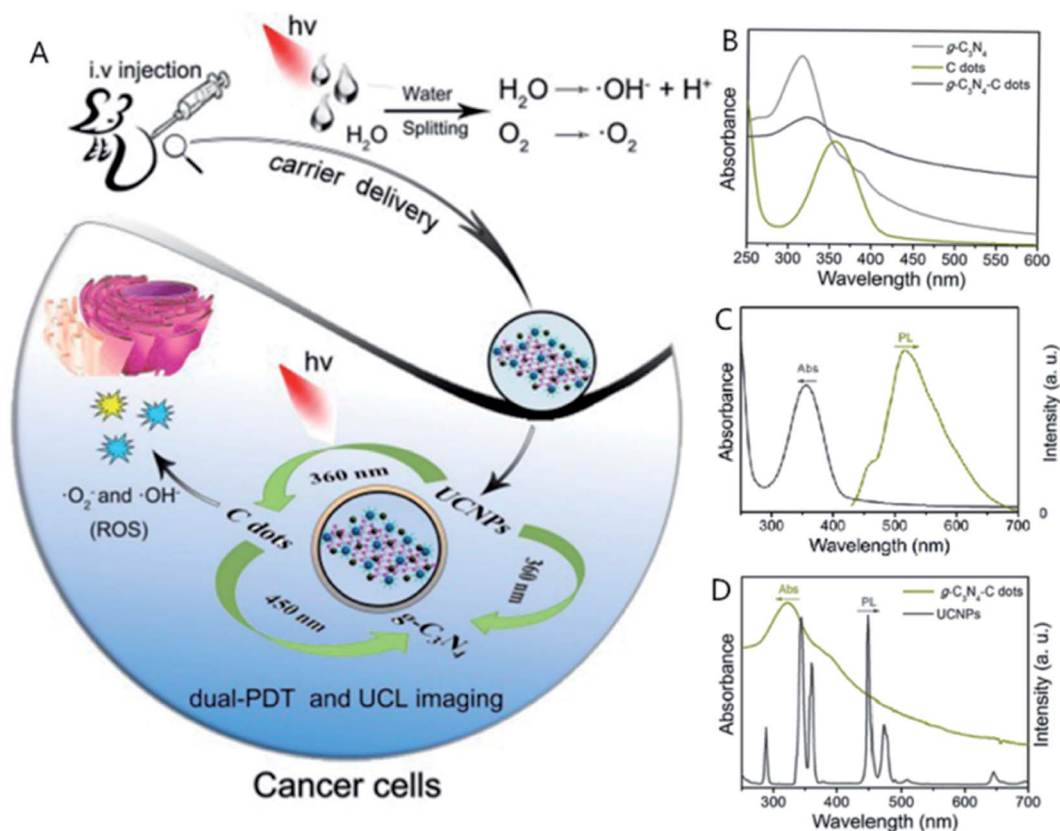 A
i.v injection
hv
H₂O
Water
Splitting
H₂O → ·OH⁻ + H⁺
O₂ → ·O₂
carrier delivery
hv
360 nm
UCNPs
C dots
360 nm
450 nm
g-C₃N₄
·O₂⁻ and ·OH⁻
(ROS)
dual-PDT and UCL imaging
Cancer cells
B
g-C₃N₄
C dots
g-C₃N₄-C dots
Absorbance
250 300 350 400 450 500 550 600
Wavelength (nm)
C
Abs
PL
Absorbance
Intensity (a. u.)
0
300 400 500 600 700
Wavelength (nm)
D
Abs
PL
g-C₃N₄-C dots
UCNPs
Absorbance
Intensity (a. u.)
300 400 500 600 700
Wavelength (nm)